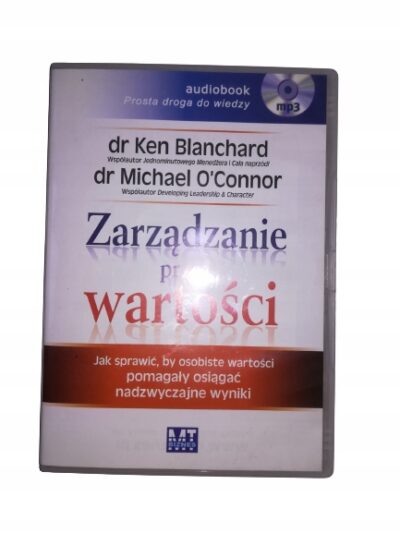 audiobook
Prosta droga do wiedzy
mp3
dr Ken Blanchard
Współautor Jednominutowego Menedżera i Cała naprzód!
dr Michael O'Connor
Współautor Developing Leadership & Character
Zarządzanie
wartości
Jak sprawić, by osobiste wartości
pomagały osiągać
nadzwyczajne wyniki
MT
BIZNES